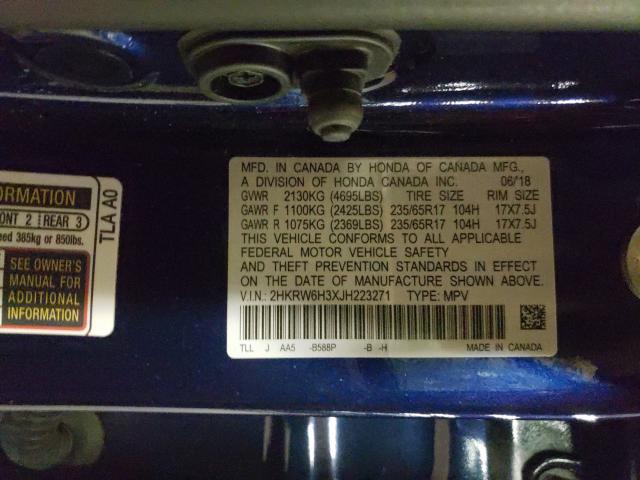 ORMATION
ONT 2 REAR 3
eed 385kg or 850lbs.
SEE OWNER'S
MANUAL FOR
ADDITIONAL
INFORMATION
TLA A0
MFD. IN CANADA BY HONDA OF CANADA MFG.,
A DIVISION OF HONDA CANADA INC. 06/18
GVWR 2130KG (4695LBS) TIRE SIZE RIM SIZE
GAWR F 1100KG (2425LBS) 235/65R17 104H 17X7.5J
GAWR R 1075KG (2369LBS) 235/65R17 104H 17X7.5J
THIS VEHICLE CONFORMS TO ALL APPLICABLE
FEDERAL MOTOR VEHICLE SAFETY
AND THEFT PREVENTION STANDARDS IN EFFECT
ON THE DATE OF MANUFACTURE SHOWN ABOVE.
V.I.N.: 2HKRW6H3XJH223271 TYPE: MPV
TLL J AA5 -B588P -B -H MADE IN CANADA